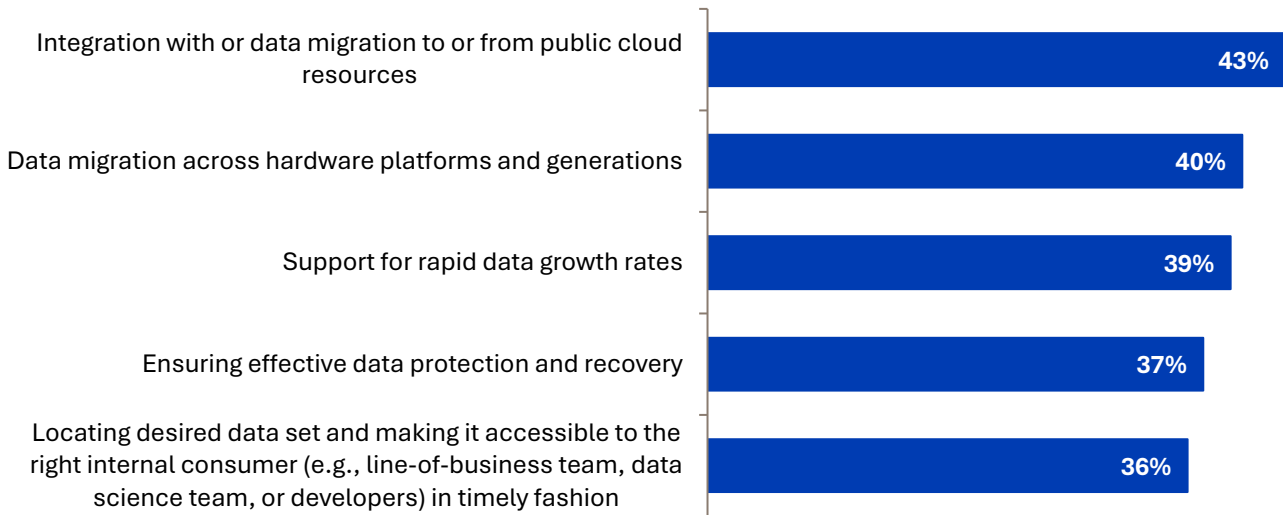 Integration with or data migration to or from public cloud
resources
43%
Data migration across hardware platforms and generations
40%
Support for rapid data growth rates
39%
Ensuring effective data protection and recovery
37%
Locating desired data set and making it accessible to the
right internal consumer (e.g., line-of-business team, data
science team, or developers) in timely fashion
36%